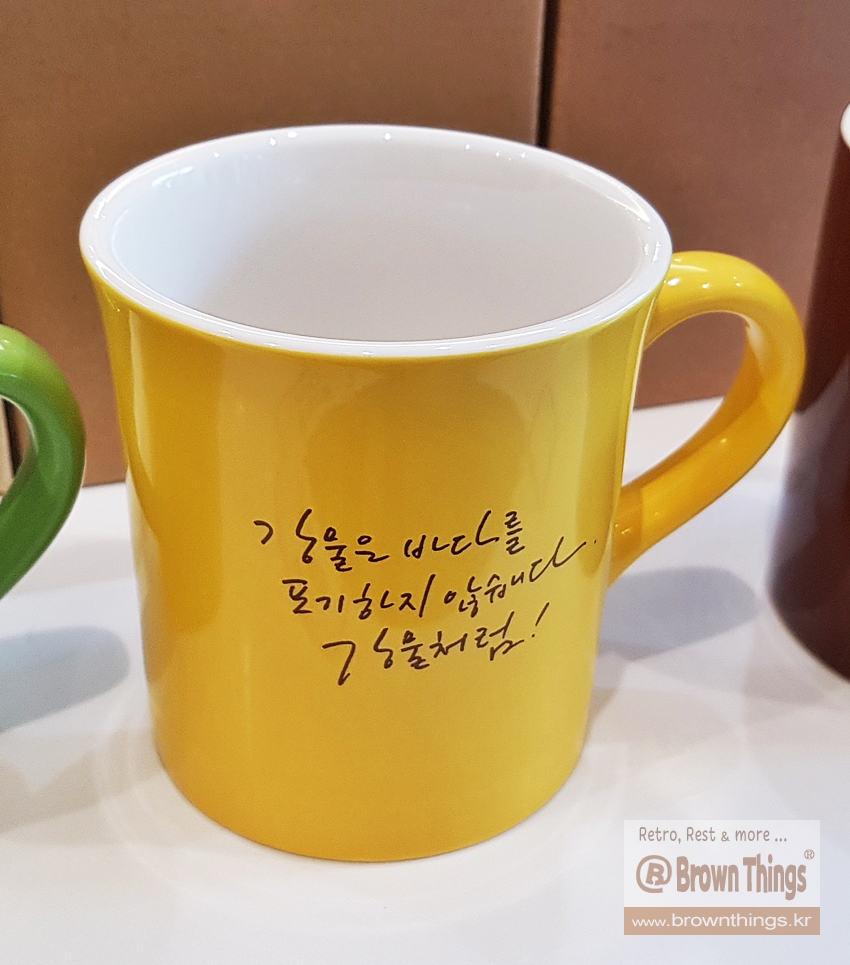 강물은 바다를
포기하지 않습니다.
강물처럼!
Retro, Rest & more ...
® Brown Things®
www.brownthings.kr